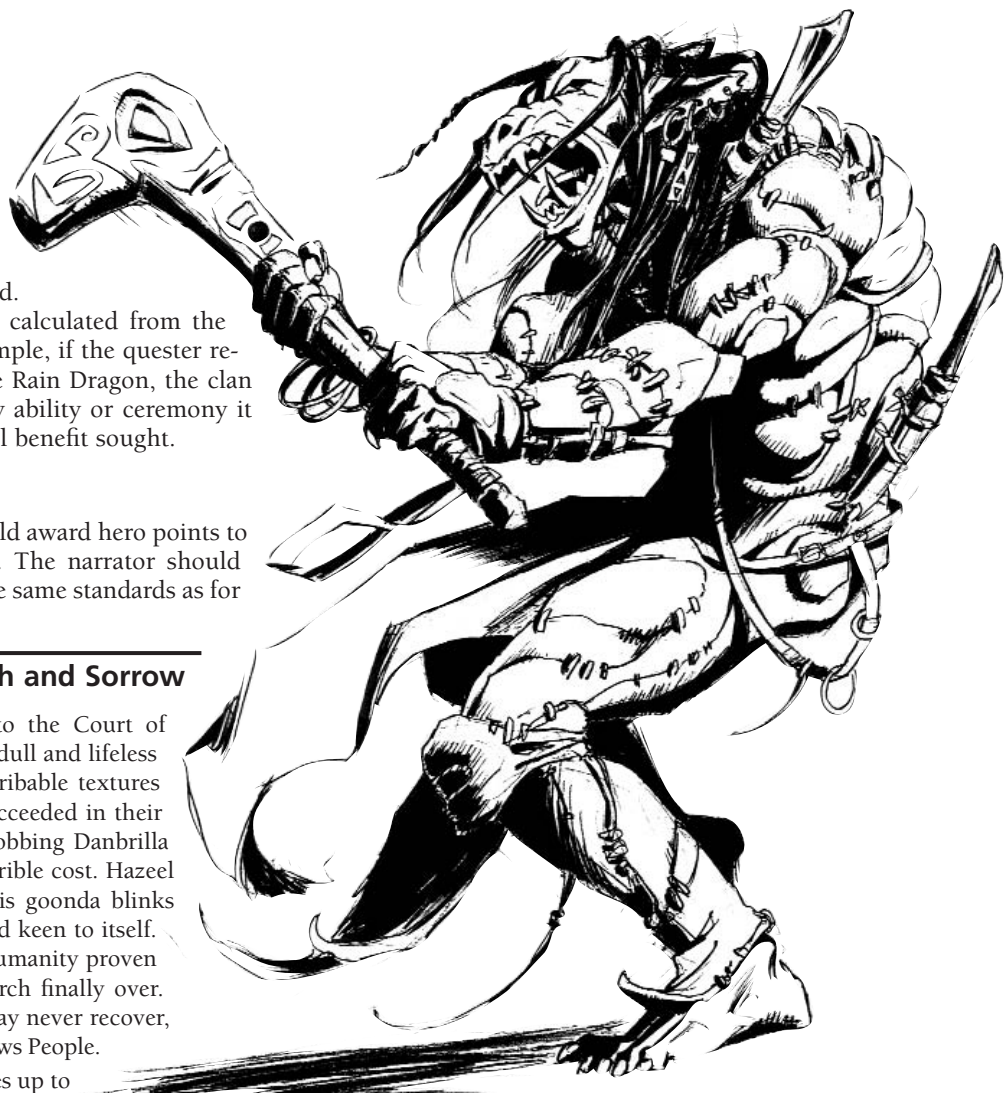 d.
calculated from the
mple, if the quester re-
e Rain Dragon, the clan
y ability or ceremony it
l benefit sought.
ld award hero points to
. The narrator should
e same standards as for
h and Sorrow
to the Court of
dull and lifeless
ribable textures
cceeded in their
obbing Danbrilla
rrible cost. Hazeel
is goonda blinks
d keen to itself.
umanity proven
rch finally over.
ay never recover,
ws People.
es up to